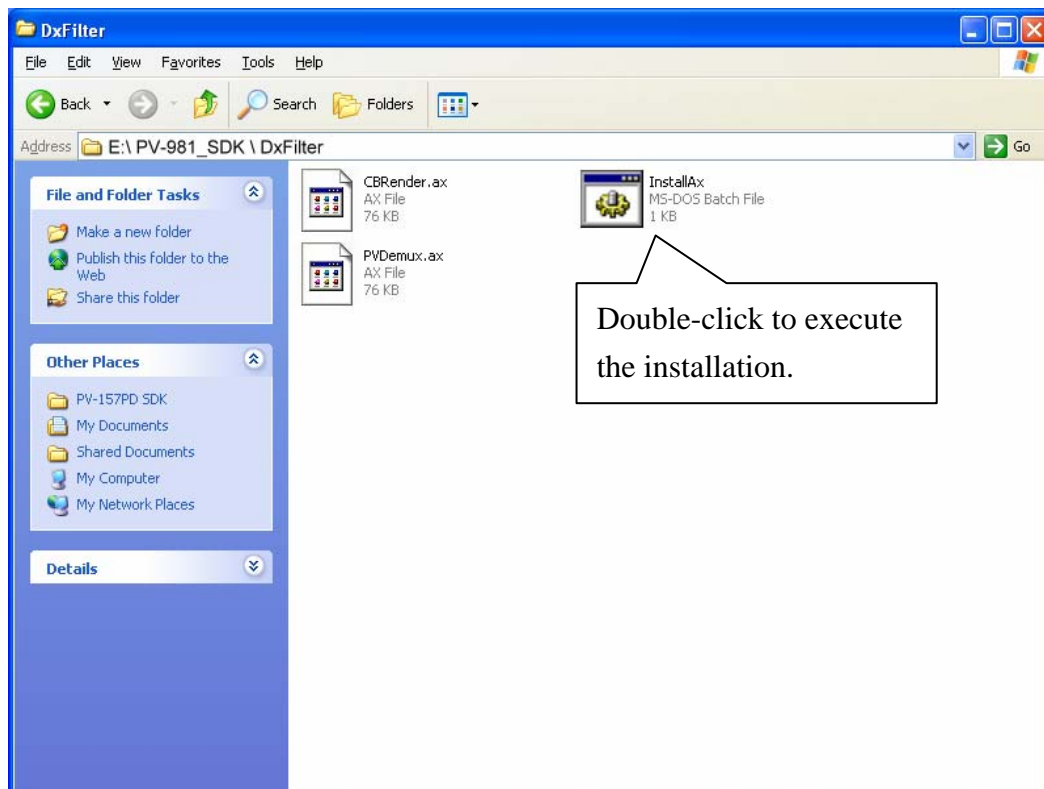 DxFilter
File Edit View Favorites Tools Help
Back Search Folders
Address E:\ PV-981_SDK \ DxFilter Go
File and Folder Tasks
Make a new folder
Publish this folder to the
Web
Share this folder
Other Places
PV-157PD SDK
My Documents
Shared Documents
My Computer
My Network Places
Details
CBRender.ax
AX File
76 KB
InstallAx
MS-DOS Batch File
1 KB
PVDemux.ax
AX File
76 KB
Double-click to execute
the installation.